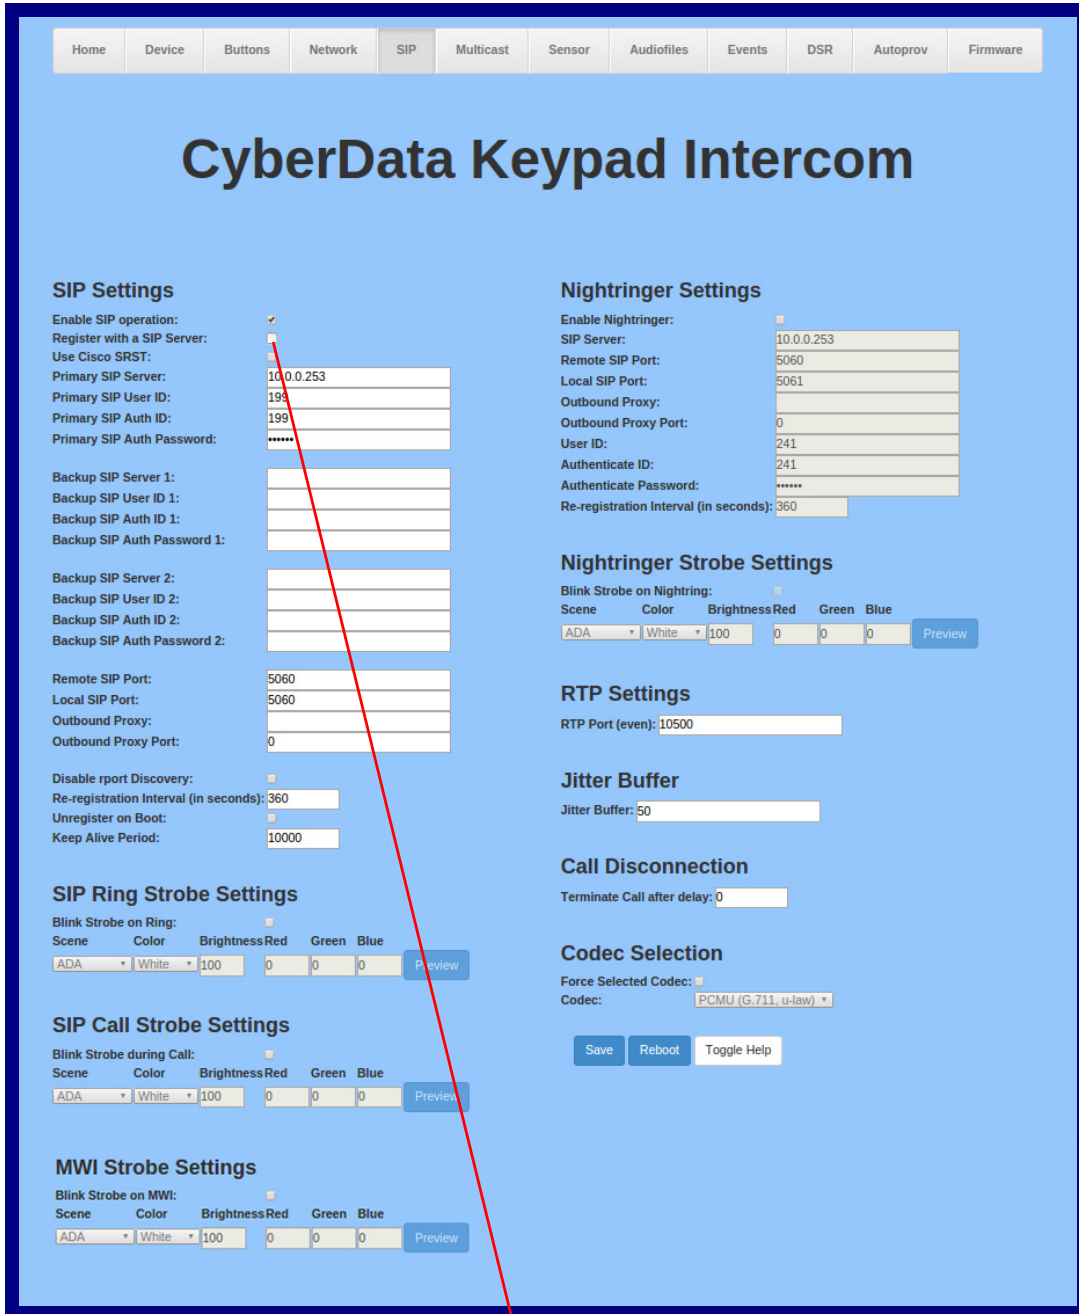 Home Device Buttons Network SIP Multicast Sensor Audiofiles Events DSR Autoprov Firmware
CyberData Keypad Intercom
SIP Settings
Enable SIP operation:
Register with a SIP Server:
Use Cisco SRST:
Primary SIP Server: 10.0.0.253
Primary SIP User ID: 199
Primary SIP Auth ID: 199
Primary SIP Auth Password: ••••••
Backup SIP Server 1:
Backup SIP User ID 1:
Backup SIP Auth ID 1:
Backup SIP Auth Password 1:
Backup SIP Server 2:
Backup SIP User ID 2:
Backup SIP Auth ID 2:
Backup SIP Auth Password 2:
Remote SIP Port: 5060
Local SIP Port: 5060
Outbound Proxy:
Outbound Proxy Port: 0
Disable rport Discovery:
Re-registration Interval (in seconds): 360
Unregister on Boot:
Keep Alive Period: 10000
SIP Ring Strobe Settings
Blink Strobe on Ring:
Scene Color Brightness Red Green Blue
ADA White 100 0 0 0 Preview
SIP Call Strobe Settings
Blink Strobe during Call:
Scene Color Brightness Red Green Blue
ADA White 100 0 0 0 Preview
MWI Strobe Settings
Blink Strobe on MWI:
Scene Color Brightness Red Green Blue
ADA White 100 0 0 0 Preview
Nightringer Settings
Enable Nightringer:
SIP Server: 10.0.0.253
Remote SIP Port: 5060
Local SIP Port: 5061
Outbound Proxy:
Outbound Proxy Port: 0
User ID: 241
Authenticate ID: 241
Authenticate Password: ••••••
Re-registration Interval (in seconds): 360
Nightringer Strobe Settings
Blink Strobe on Nightring:
Scene Color Brightness Red Green Blue
ADA White 100 0 0 0 Preview
RTP Settings
RTP Port (even): 10500
Jitter Buffer
Jitter Buffer: 50
Call Disconnection
Terminate Call after delay: 0
Codec Selection
Force Selected Codec:
Codec: PCMU (G.711, u-law)
Save Reboot Toggle Help